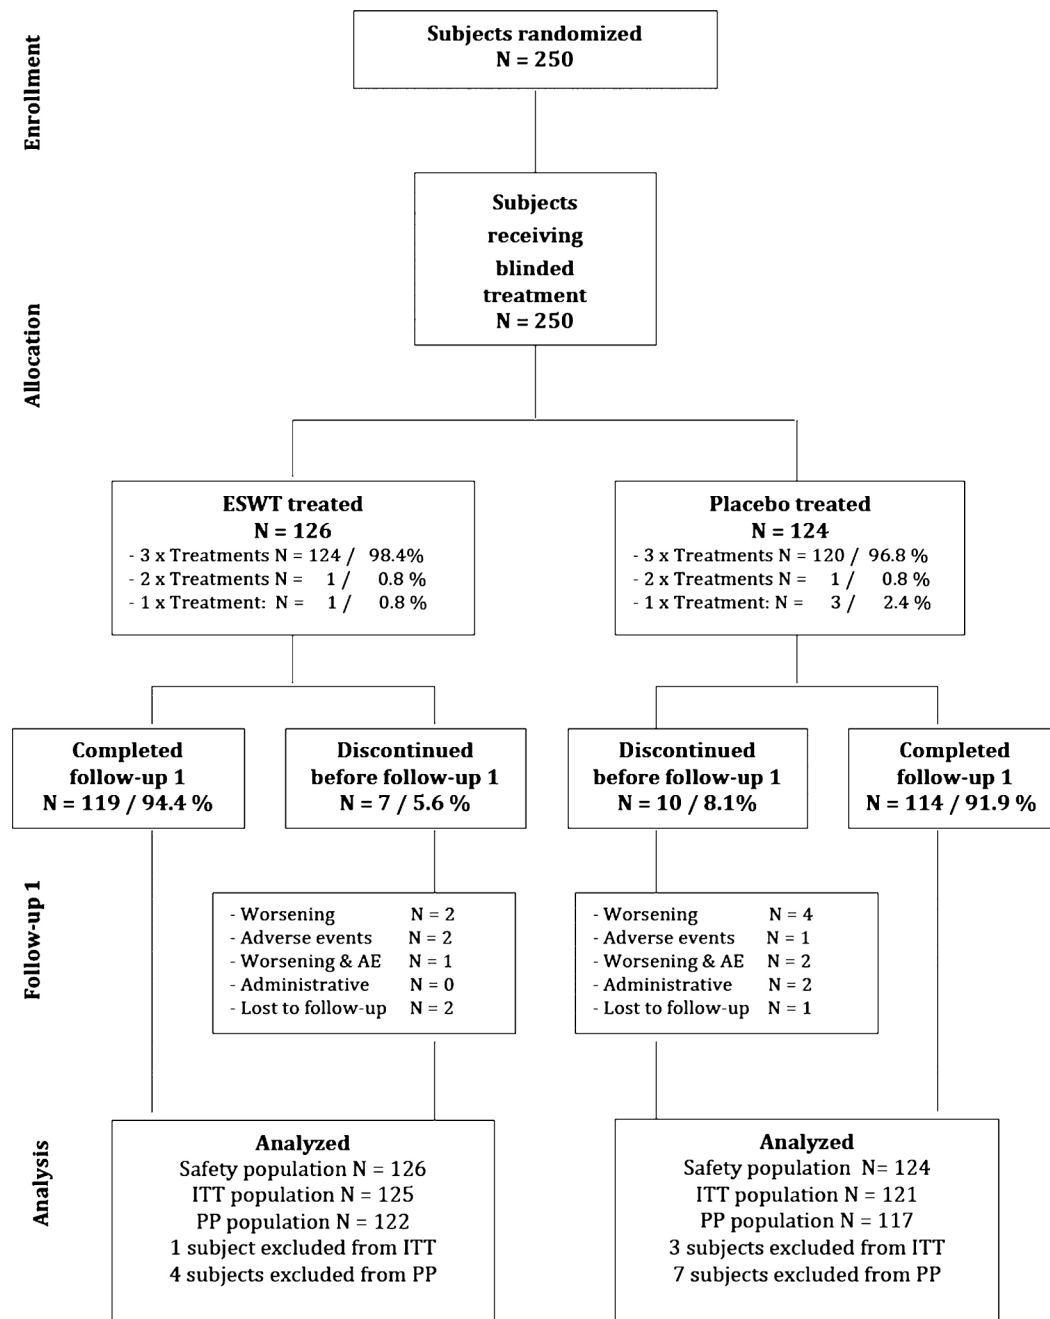 Enrollment
Subjects randomized
N = 250
Allocation
Subjects
receiving
blinded
treatment
N = 250
ESWT treated
N = 126
- 3 x Treatments N = 124 / 98.4%
- 2 x Treatments N = 1 / 0.8 %
- 1 x Treatment: N = 1 / 0.8 %
Placebo treated
N = 124
- 3 x Treatments N = 120 / 96.8 %
- 2 x Treatments N = 1 / 0.8 %
- 1 x Treatment: N = 3 / 2.4 %
Follow-up 1
Completed
follow-up 1
N = 119 / 94.4 %
Discontinued
before follow-up 1
N = 7 / 5.6 %
Discontinued
before follow-up 1
N = 10 / 8.1%
Completed
follow-up 1
N = 114 / 91.9 %
- Worsening N = 2
- Adverse events N = 2
- Worsening & AE N = 1
- Administrative N = 0
- Lost to follow-up N = 2
- Worsening N = 4
- Adverse events N = 1
- Worsening & AE N = 2
- Administrative N = 2
- Lost to follow-up N = 1
Analysis
Analyzed
Safety population N = 126
ITT population N = 125
PP population N = 122
1 subject excluded from ITT
4 subjects excluded from PP
Analyzed
Safety population N= 124
ITT population N = 121
PP population N = 117
3 subjects excluded from ITT
7 subjects excluded from PP